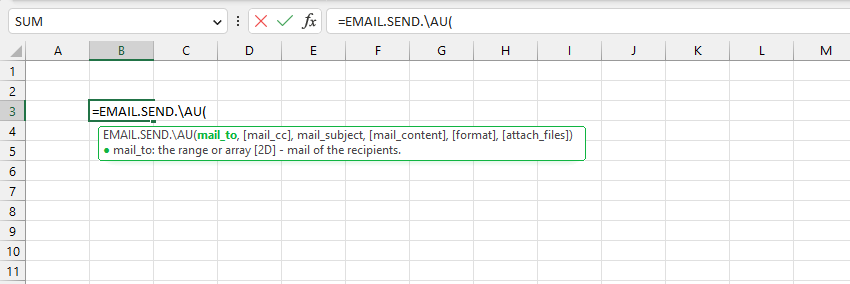 SUM fx =EMAIL.SEND.\AU(
A B C D E F G H I J K L M
1
2
3 =EMAIL.SEND.\AU(
4 EMAIL.SEND.\AU(mail_to, [mail_cc], mail_subject, [mail_content], [format], [attach_files])
5 ● mail_to: the range or array [2D] - mail of the recipients.
6
7
8
9
10
11